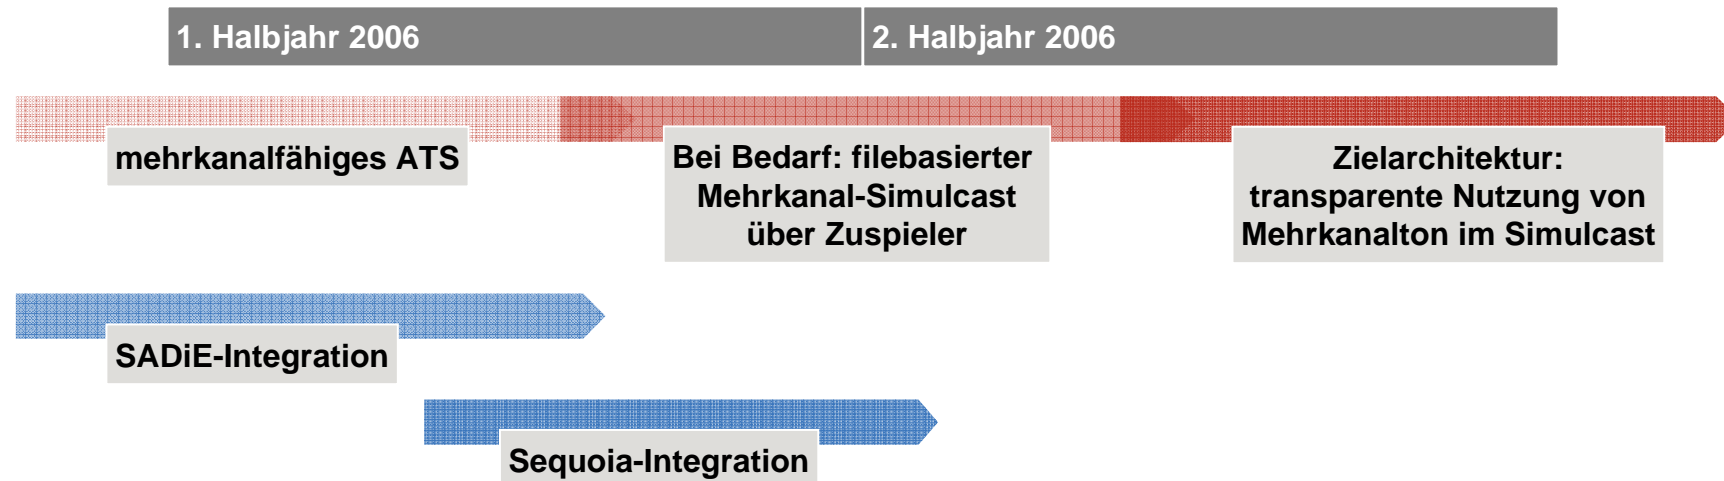 1. Halbjahr 2006
2. Halbjahr 2006
mehrkanalfähiges ATS
Bei Bedarf: filebasierter
Mehrkanal-Simulcast
über Zuspieler
Zielarchitektur:
transparente Nutzung von
Mehrkanalton im Simulcast
SADiE-Integration
Sequoia-Integration